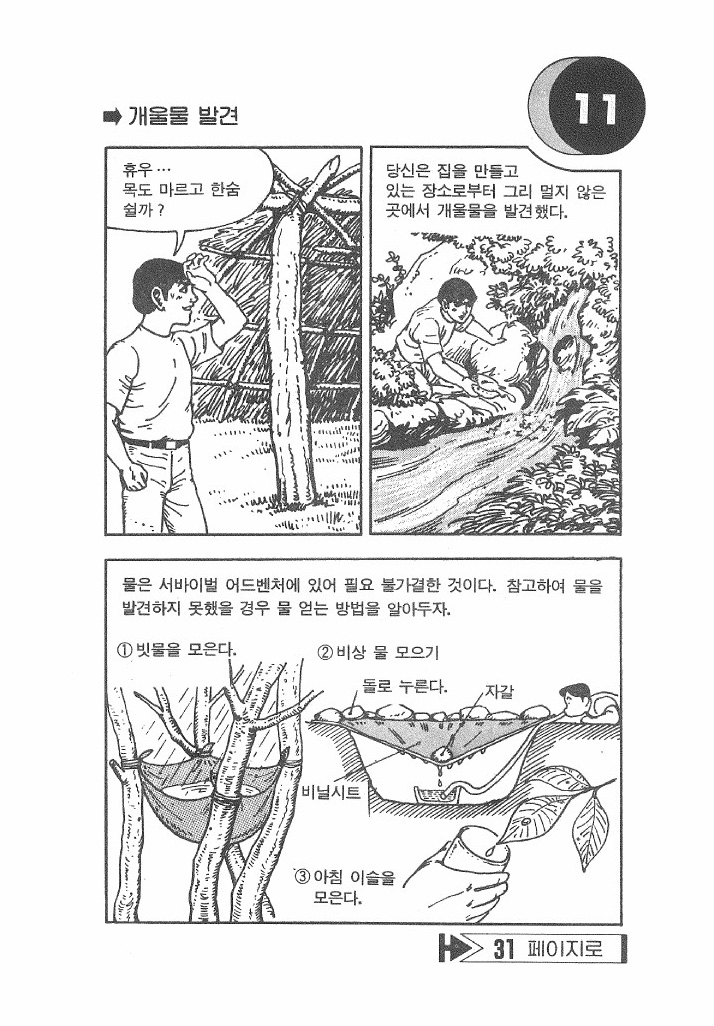 개울물 발견
11
휴우…
목도 마르고 한숨
쉴까?
당신은 집을 만들고
있는 장소로부터 그리 멀지 않은
곳에서 개울물을 발견했다.
물은 서바이벌 어드벤처에 있어 필요 불가결한 것이다. 참고하여 물을
발견하지 못했을 경우 물 얻는 방법을 알아두자.
①빗물을 모은다.
②비상 물 모으기
돌로 누른다.
자갈
비닐시트
③아침 이슬을
모은다.
31 페이지로